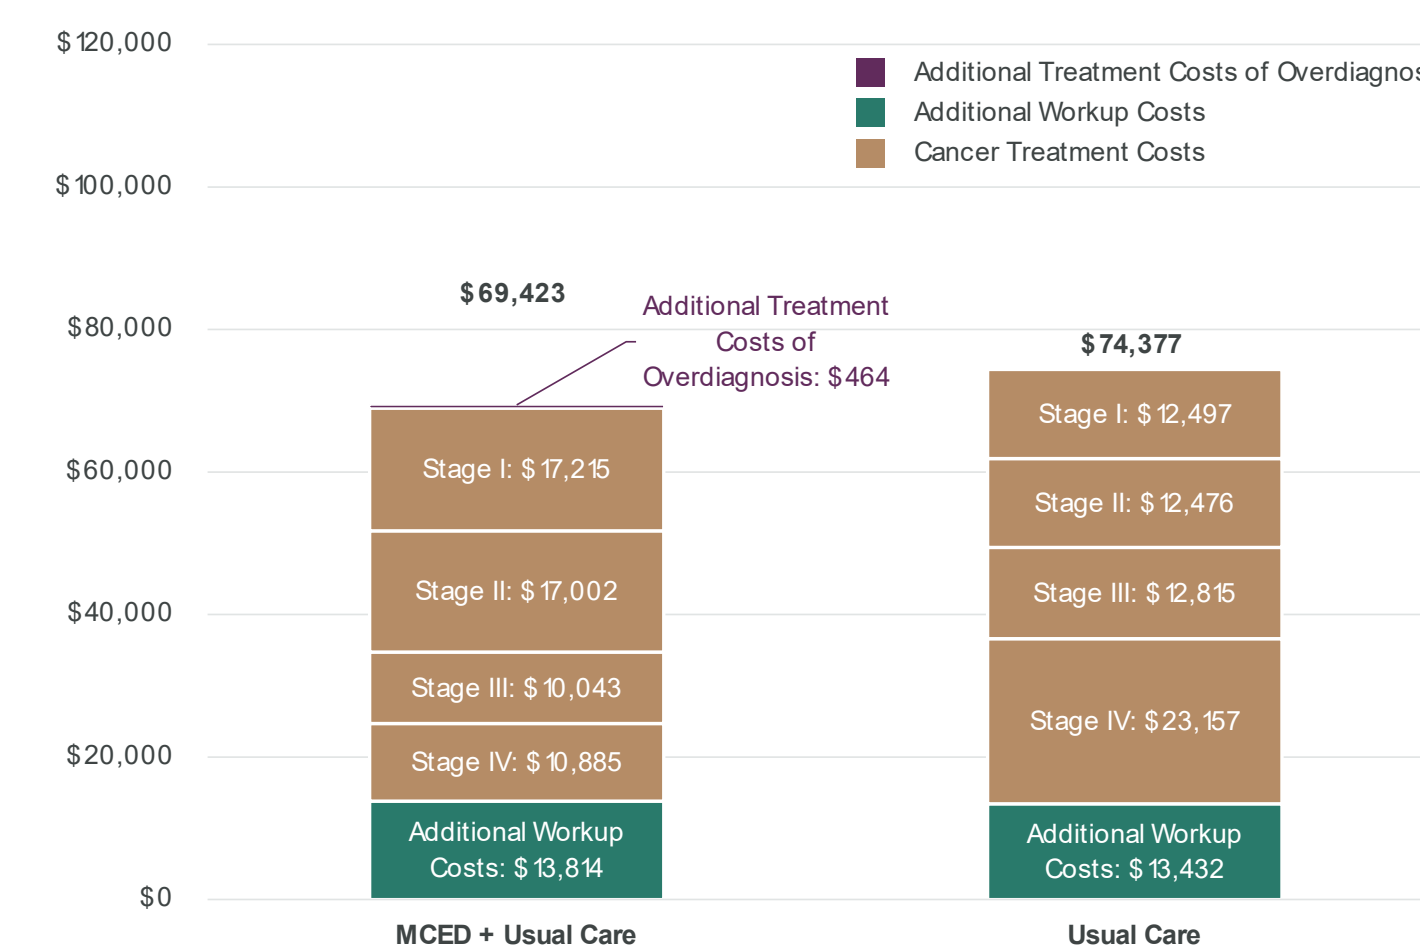 $120,000
Additional Treatment Costs of Overdiagnos
Additional Workup Costs
Cancer Treatment Costs
$100,000
$69,423
Additional Treatment
Costs of
Overdiagnosis: $464
$80,000
$74,377
Stage I: $17,215
Stage I: $12,497
$60,000
Stage II: $12,476
Stage II: $17,002
Stage III: $12,815
$40,000
Stage III: $10,043
Stage IV: $23,157
$20,000
Stage IV: $10,885
Additional Workup
Costs: $13,814
Additional Workup
Costs: $13,432
$0
MCED + Usual Care
Usual Care